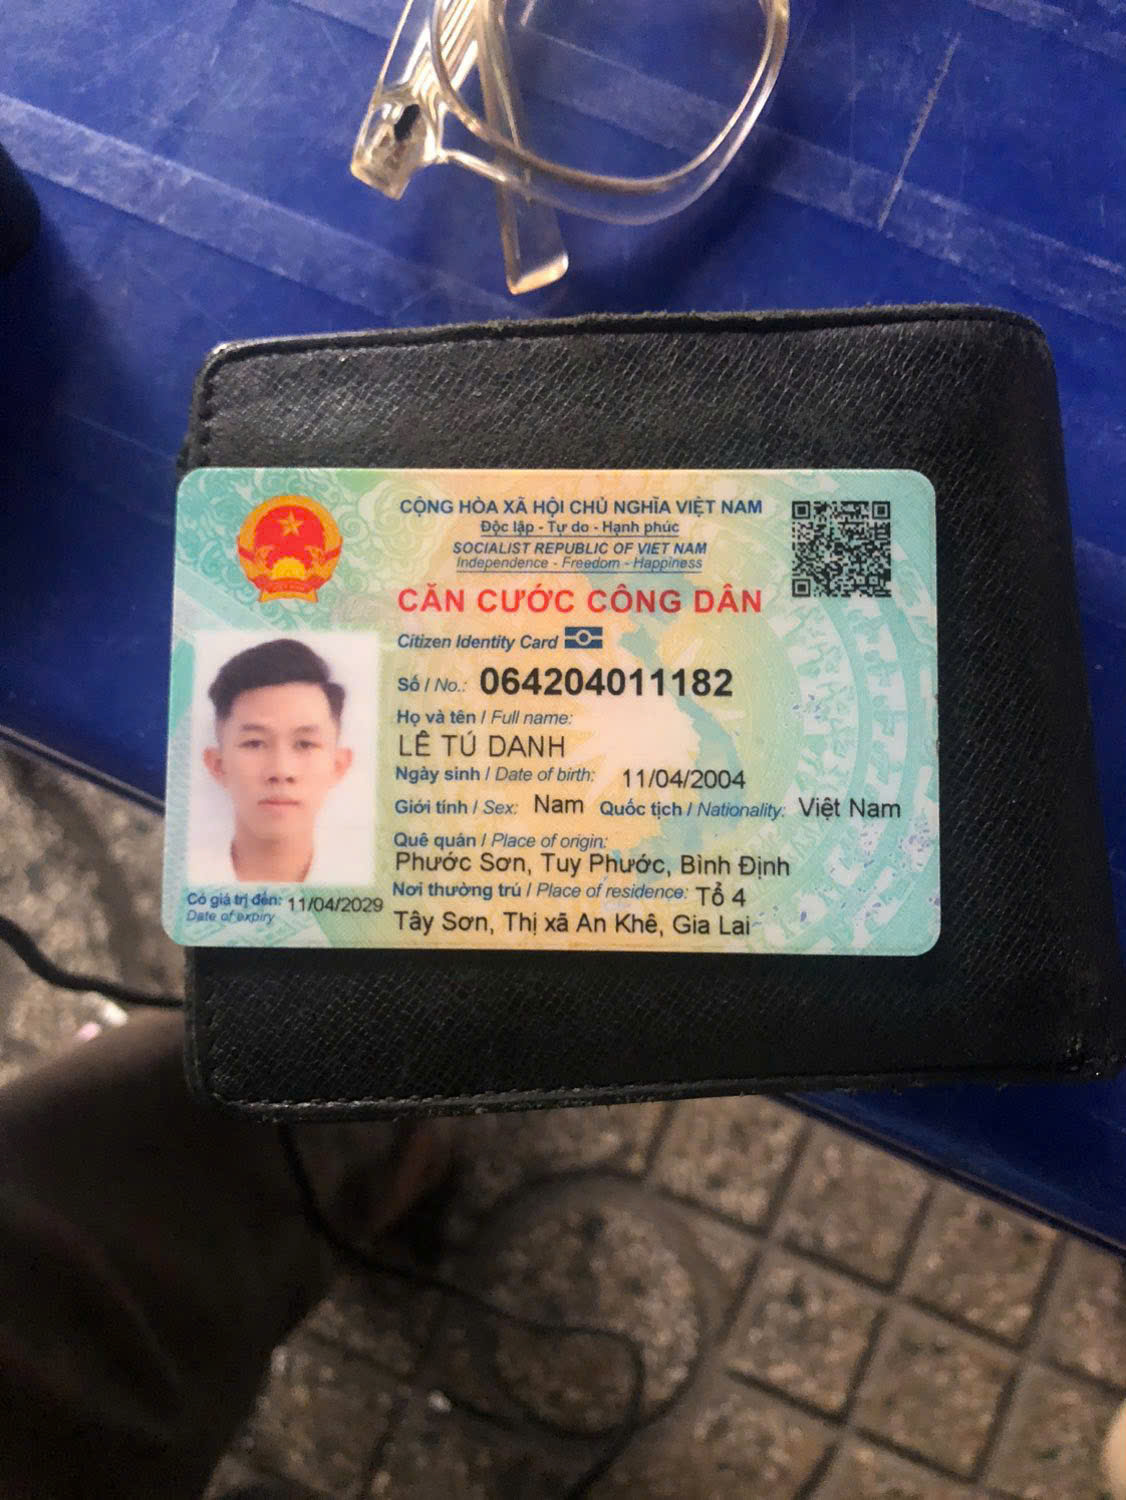 CỘNG HÒA XÃ HỘI CHỦ NGHĨA VIỆT NAM
Độc lập - Tự do - Hạnh phúc
SOCIALIST REPUBLIC OF VIET NAM
Independence - Freedom - Happiness
CĂN CƯỚC CÔNG DÂN
Citizen Identity Card
Số / No.: 064204011182
Họ và tên / Full name:
LÊ TÚ DANH
Ngày sinh / Date of birth: 11/04/2004
Giới tính / Sex: Nam Quốc tịch / Nationality: Việt Nam
Quê quán / Place of origin:
Phước Sơn, Tuy Phước, Bình Định
Nơi thường trú / Place of residence: Tổ 4
Tây Sơn, Thị xã An Khê, Gia Lai
Có giá trị đến: 11/04/2029
Date of expiry